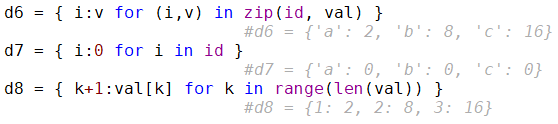 d6 = { i:v for (i,v) in zip(id, val) }
#d6 = {'a': 2, 'b': 8, 'c': 16}
d7 = { i:0 for i in id }
#d7 = {'a': 0, 'b': 0, 'c': 0}
d8 = { k+1:val[k] for k in range(len(val)) }
#d8 = {1: 2, 2: 8, 3: 16}